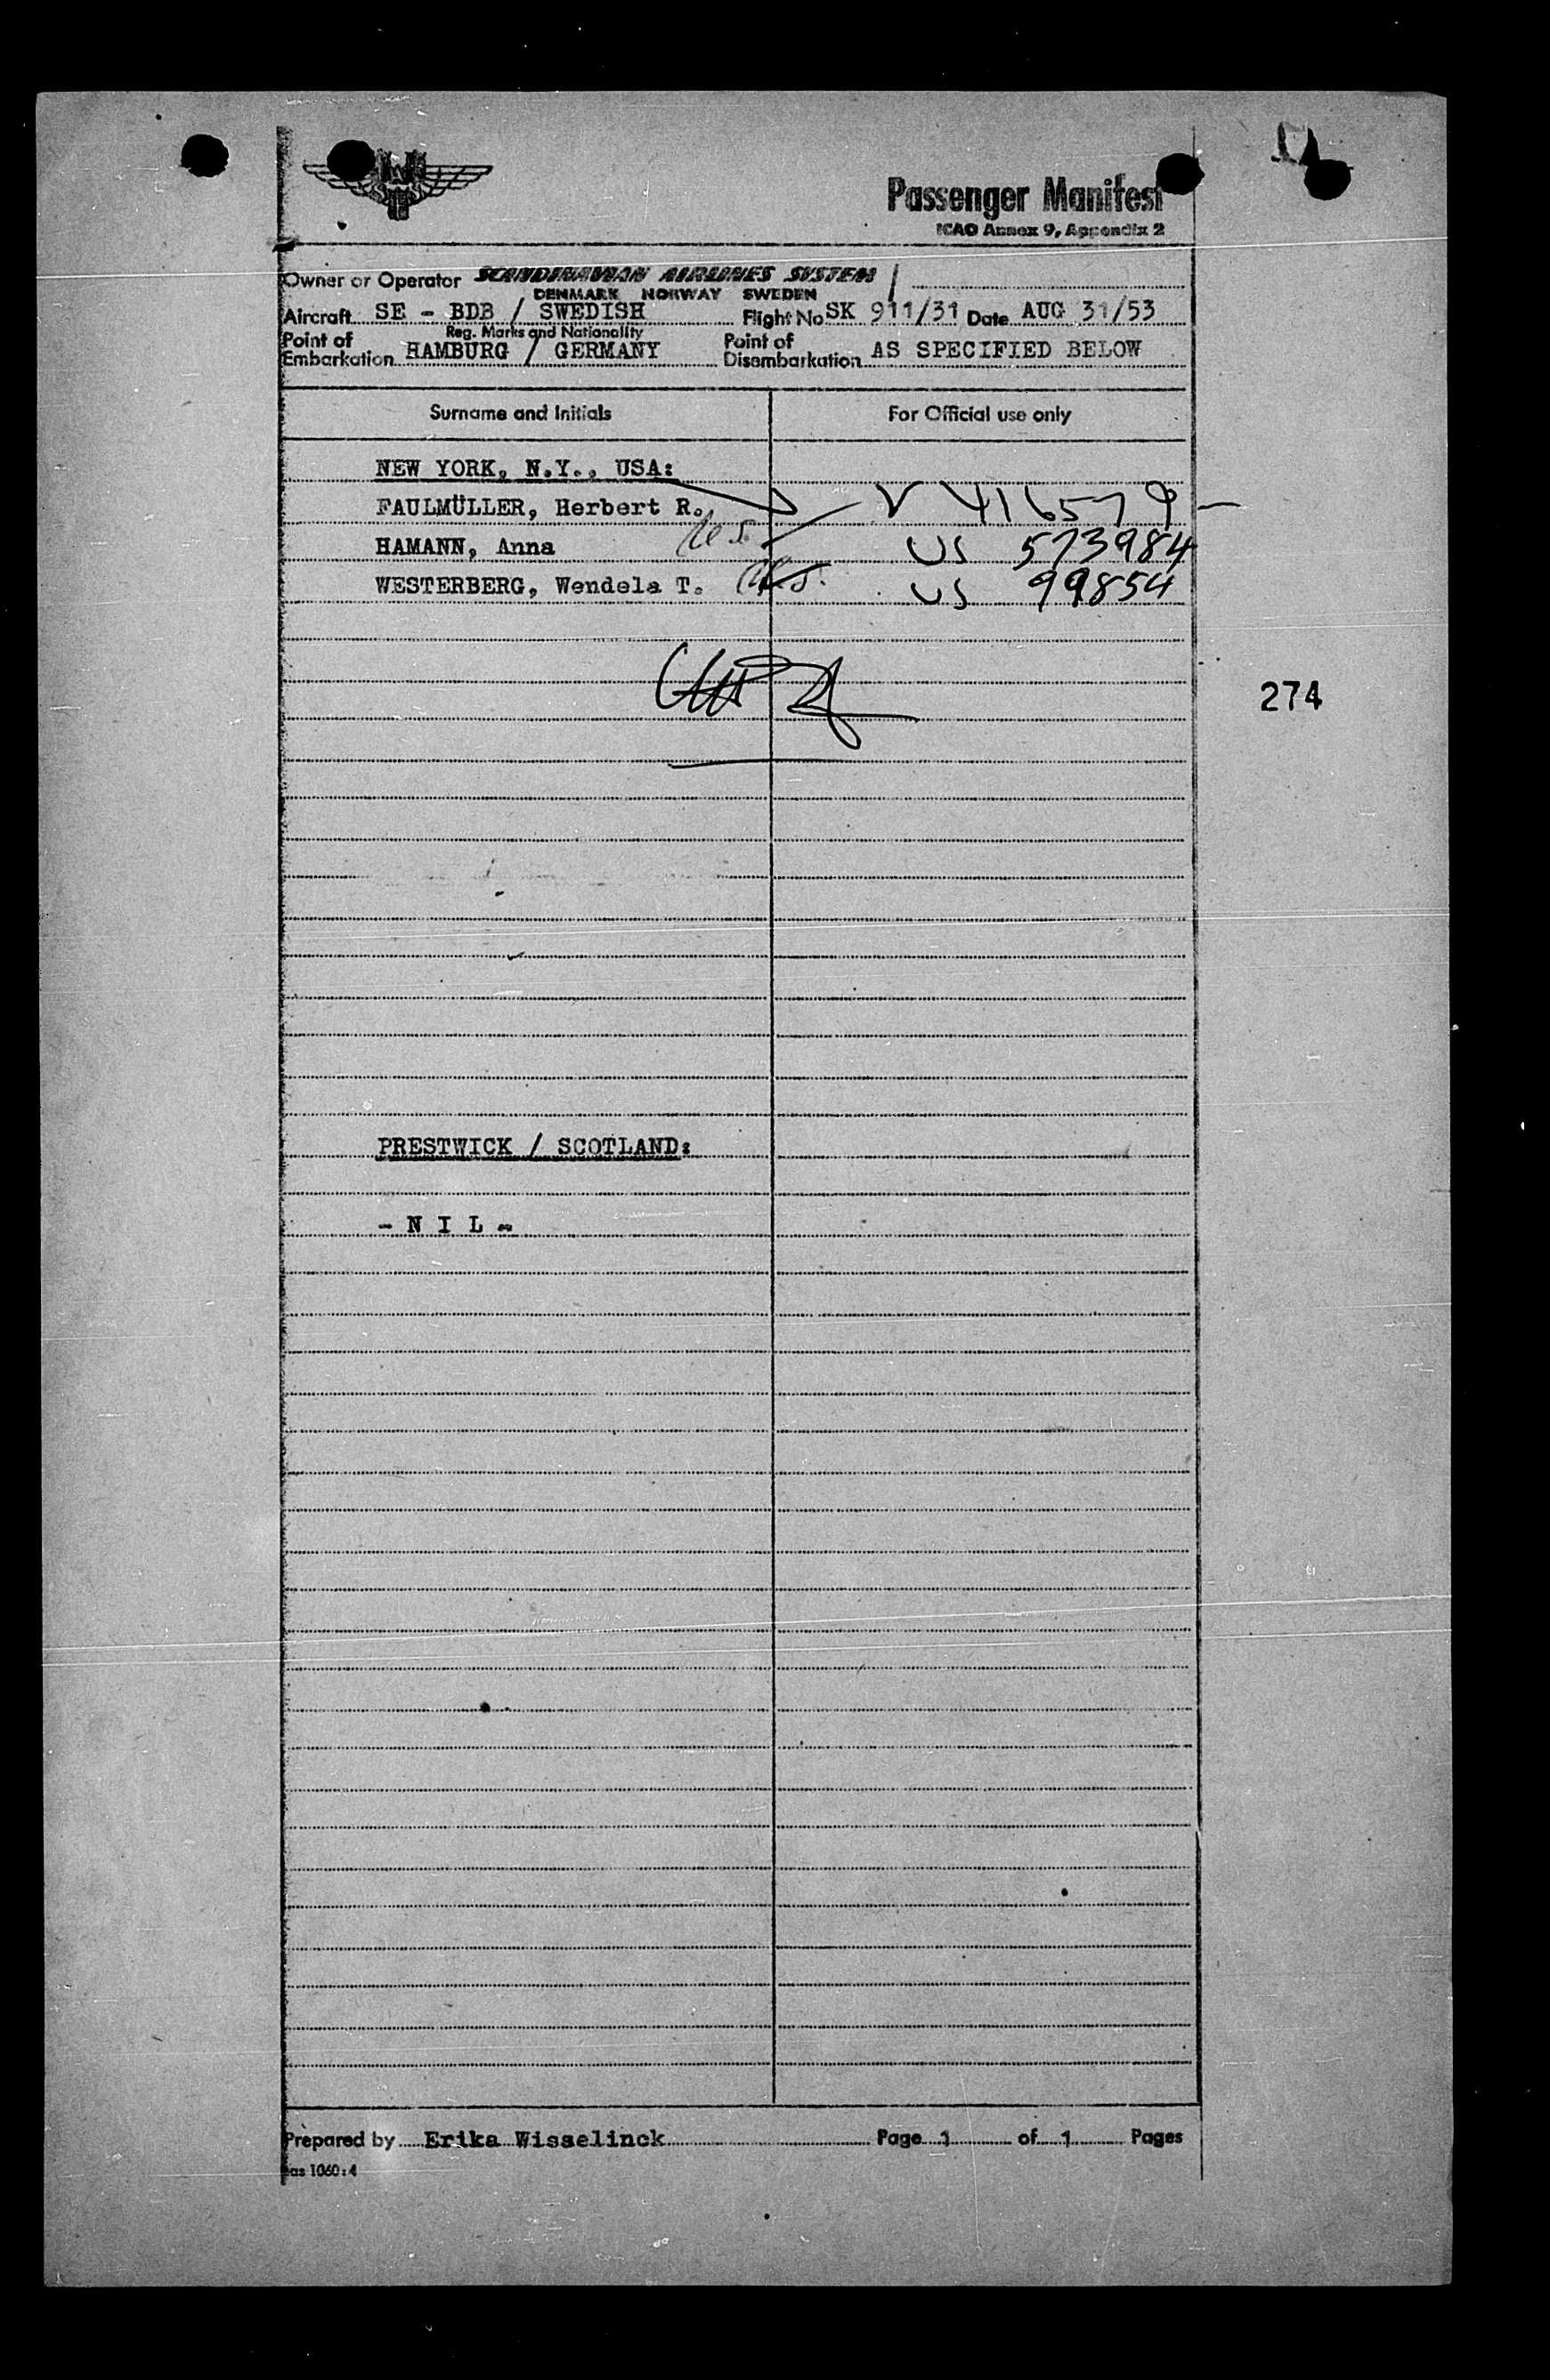 Passenger Manifest
ICAO Annex 9, Appendix 2
Owner or Operator SCANDINAVIAN AIRLINES SYSTEM
DENMARK NORWAY SWEDEN
Aircraft SE - BDB / SWEDISH Flight No SK 911/31 Date AUG 31/53
Reg. Marks and Nationality
Point of Embarkation HAMBURG / GERMANY Point of Disembarkation AS SPECIFIED BELOW
Surname and Initials For Official use only
NEW YORK, N.Y., USA:
FAULMÜLLER, Herbert R. V 416579
HAMANN, Anna US 573984
WESTERBERG, Wendela T. US 99854
274
PRESTWICK / SCOTLAND:
- N I L -
Prepared by Erika Wisselinck Page 1 of 1 Pages
sas 1060:4